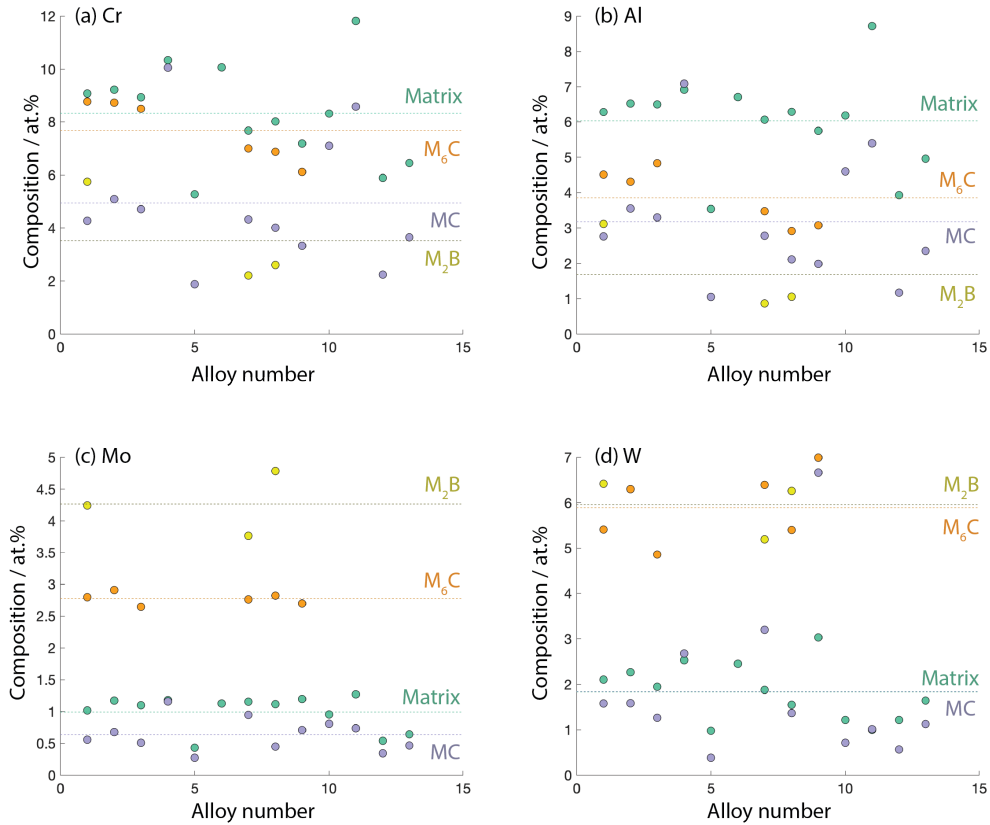 (a) Cr
12
10
8
6
4
2
0
Composition / at.%
Matrix
M6C
MC
M2B
0
5
10
15
Alloy number
(b) Al
9
8
7
6
5
4
3
2
1
0
Composition / at.%
Matrix
M6C
MC
M2B
0
5
10
15
Alloy number
(c) Mo
5
4.5
4
3.5
3
2.5
2
1.5
1
0.5
0
Composition / at.%
M2B
M6C
Matrix
MC
0
5
10
15
Alloy number
(d) W
7
6
5
4
3
2
1
0
Composition / at.%
M2B
M6C
Matrix
MC
0
5
10
15
Alloy number